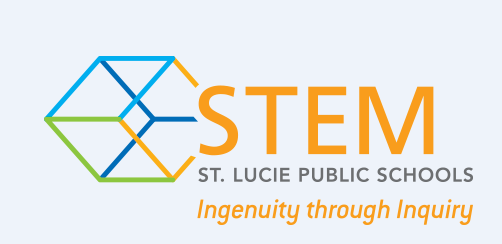 STEM
ST. LUCIE PUBLIC SCHOOLS
Ingenuity through Inquiry